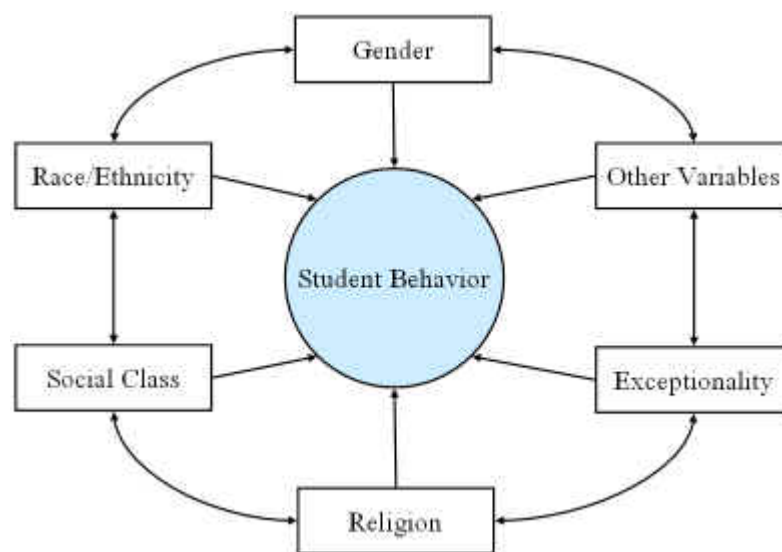 Gender
Race/Ethnicity
Other Variables
Student Behavior
Social Class
Exceptionality
Religion